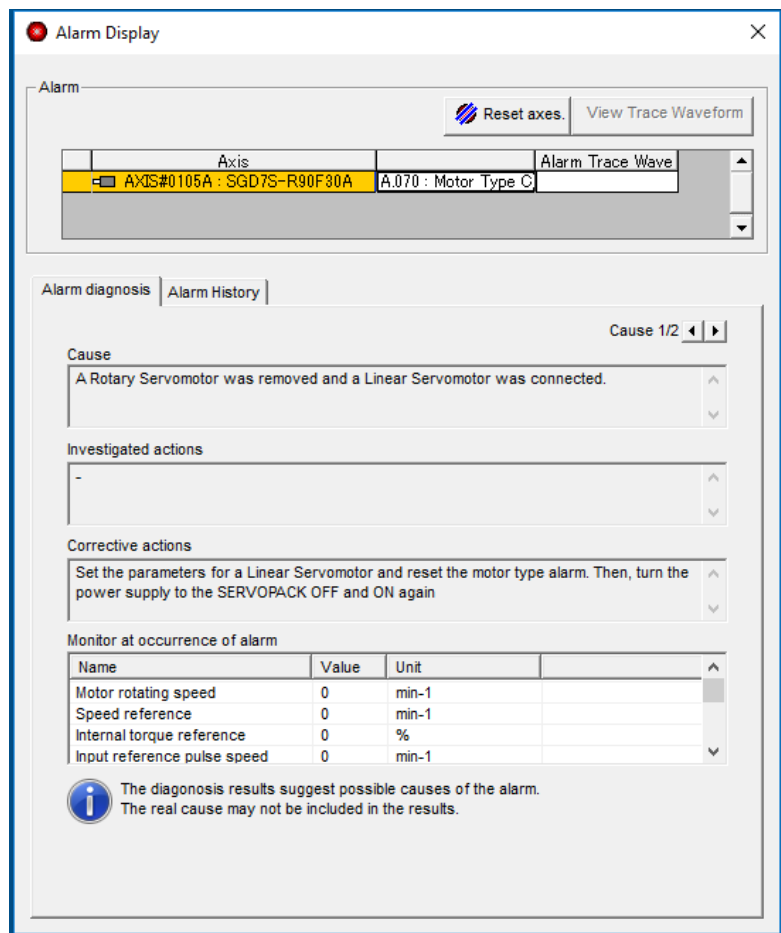 Alarm Display
Alarm
Reset axes.
View Trace Waveform
Axis
Alarm Trace Wave
AXIS#0105A : SGD7S-R90F30A
A.070 : Motor Type C
Alarm diagnosis
Alarm History
Cause 1/2
Cause
A Rotary Servomotor was removed and a Linear Servomotor was connected.
Investigated actions
-
Corrective actions
Set the parameters for a Linear Servomotor and reset the motor type alarm. Then, turn the
power supply to the SERVOPACK OFF and ON again
Monitor at occurrence of alarm
Name Value Unit
Motor rotating speed 0 min-1
Speed reference 0 min-1
Internal torque reference 0 %
Input reference pulse speed 0 min-1
The diagonosis results suggest possible causes of the alarm.
The real cause may not be included in the results.